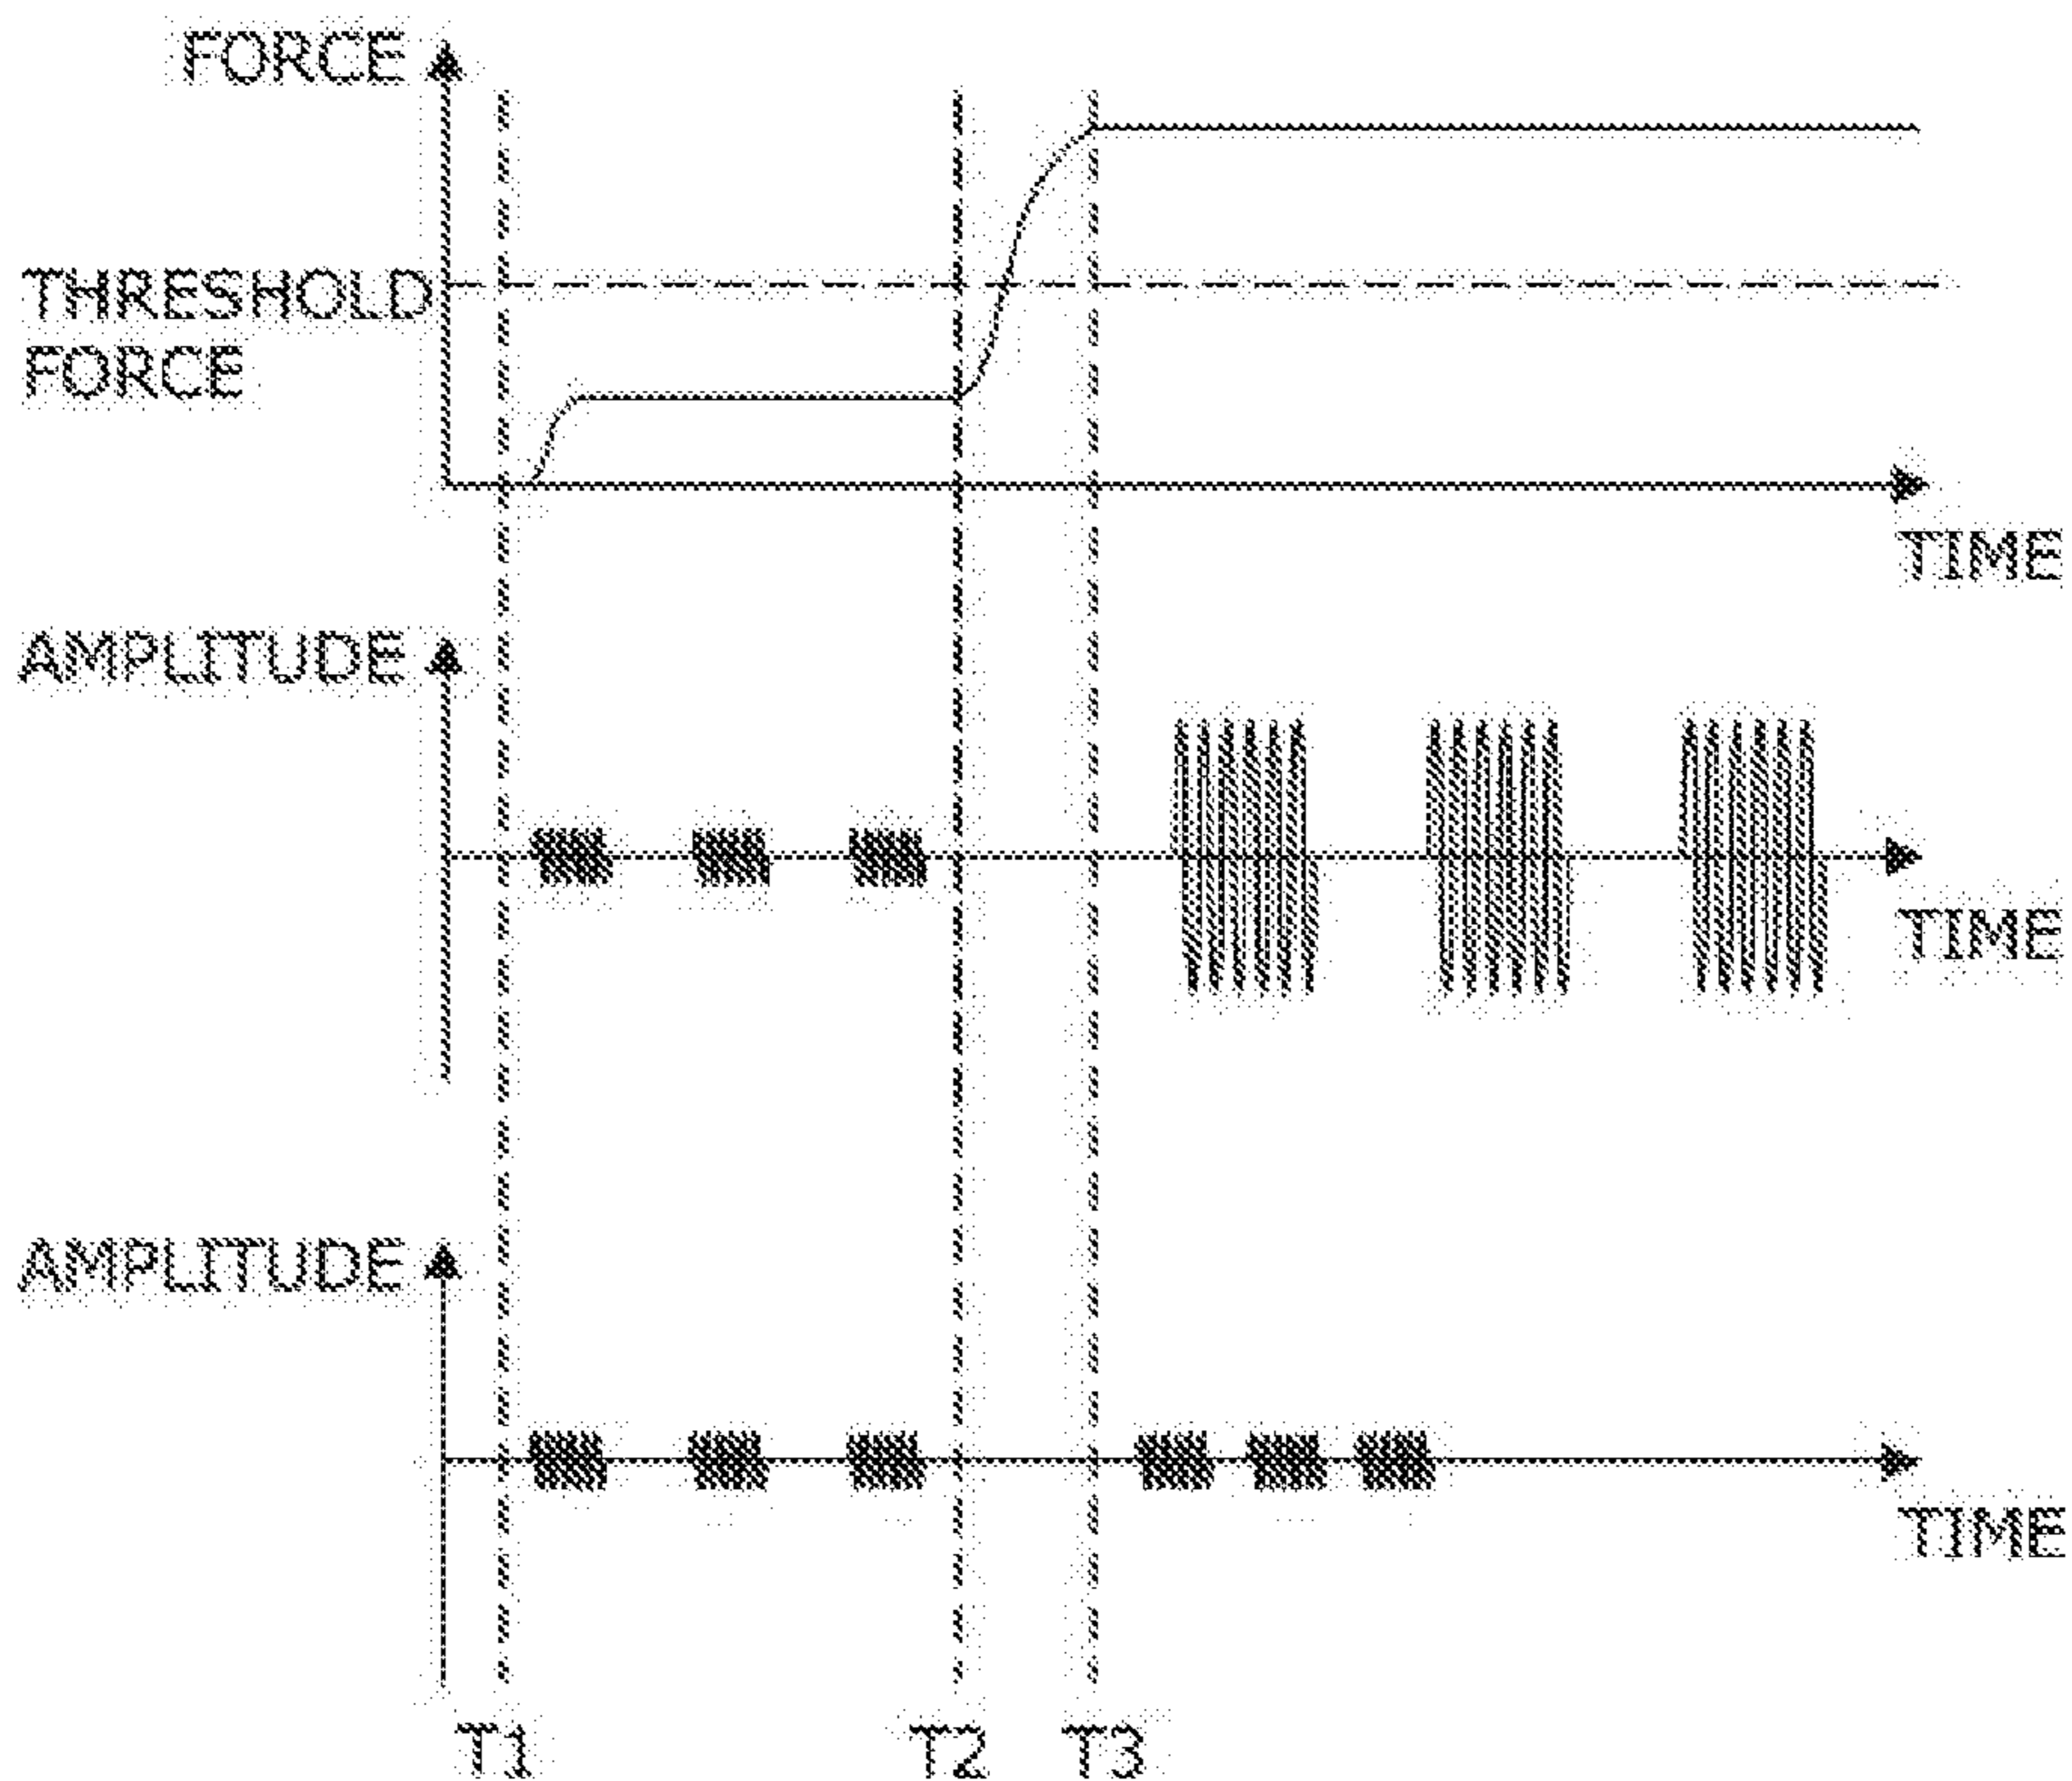 FORCE
THRESHOLD
FORCE
TIME
AMPLITUDE
TIME
AMPLITUDE
TIME
T1 T2 T3